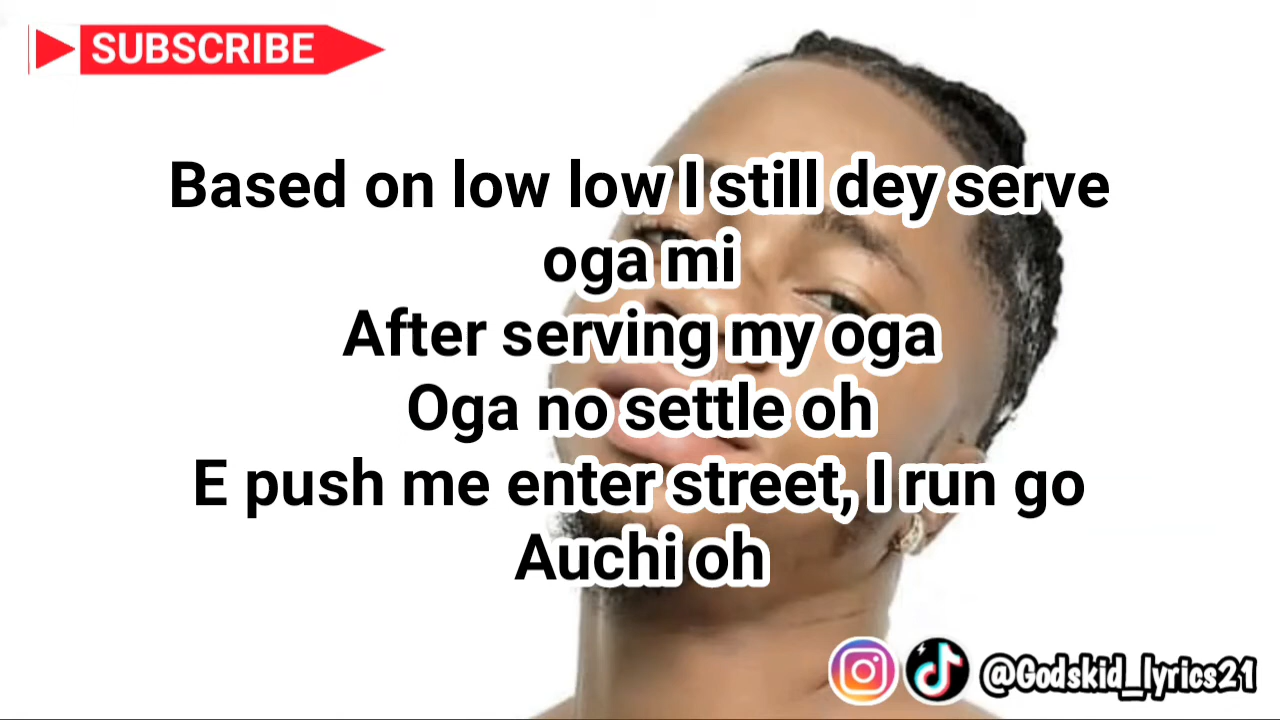 SUBSCRIBE
Based on low low I still dey serve
oga mi
After serving my oga
Oga no settle oh
E push me enter street, I run go
Auchi oh
@Godskid_lyrics21